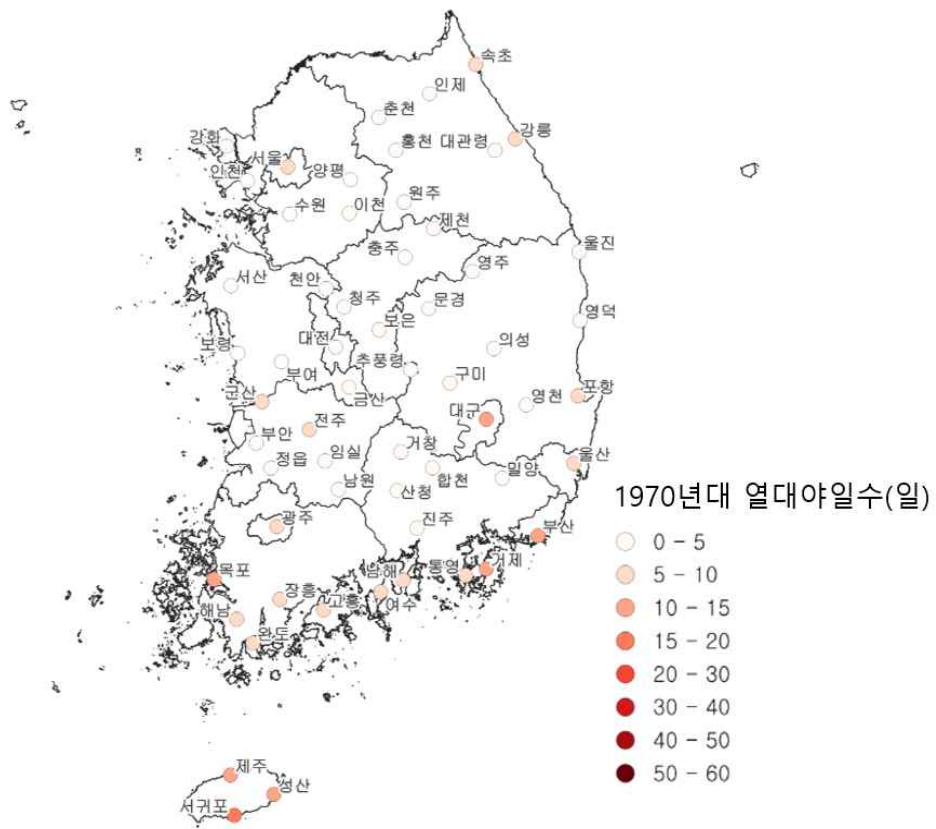 속초
인제
춘천
강릉
홍천 대관령
강화
서울
양평
인천
원주
수원
이천
제천
울진
충주
영주
서산
천안
청주
문경
영덕
보은
대전
의성
보령
추풍령
부여
구미
포항
금산
영천
군산
대구
전주
부안
거창
울산
임실
정읍
합천
밀양
남원
산청
1970년대 열대야일수(일)
광주
진주
부산
0 - 5
목포
남해
통영
거제
5 - 10
장흥
고흥
여수
해남
10 - 15
완도
15 - 20
20 - 30
30 - 40
40 - 50
제주
50 - 60
성산
서귀포